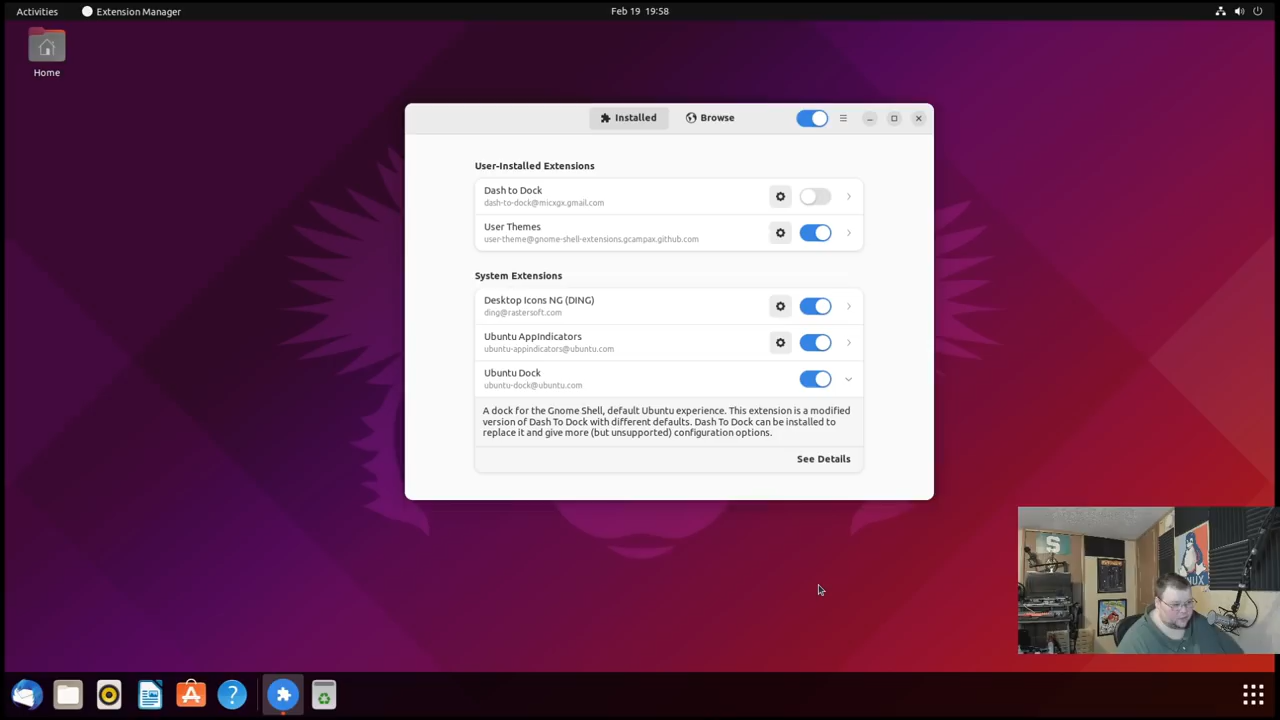 Activities
Extension Manager
Feb 19 19:58
Home
Installed
Browse
User-Installed Extensions
Dash to Dock
dash-to-dock@micxgx.gmail.com
User Themes
user-theme@gnome-shell-extensions.gcampax.github.com
System Extensions
Desktop Icons NG (DING)
ding@rastersoft.com
Ubuntu AppIndicators
ubuntu-appindicators@ubuntu.com
Ubuntu Dock
ubuntu-dock@ubuntu.com
A dock for the Gnome Shell, default Ubuntu experience. This extension is a modified
version of Dash To Dock with different defaults. Dash To Dock can be installed to
replace it and give more (but unsupported) configuration options.
See Details
S